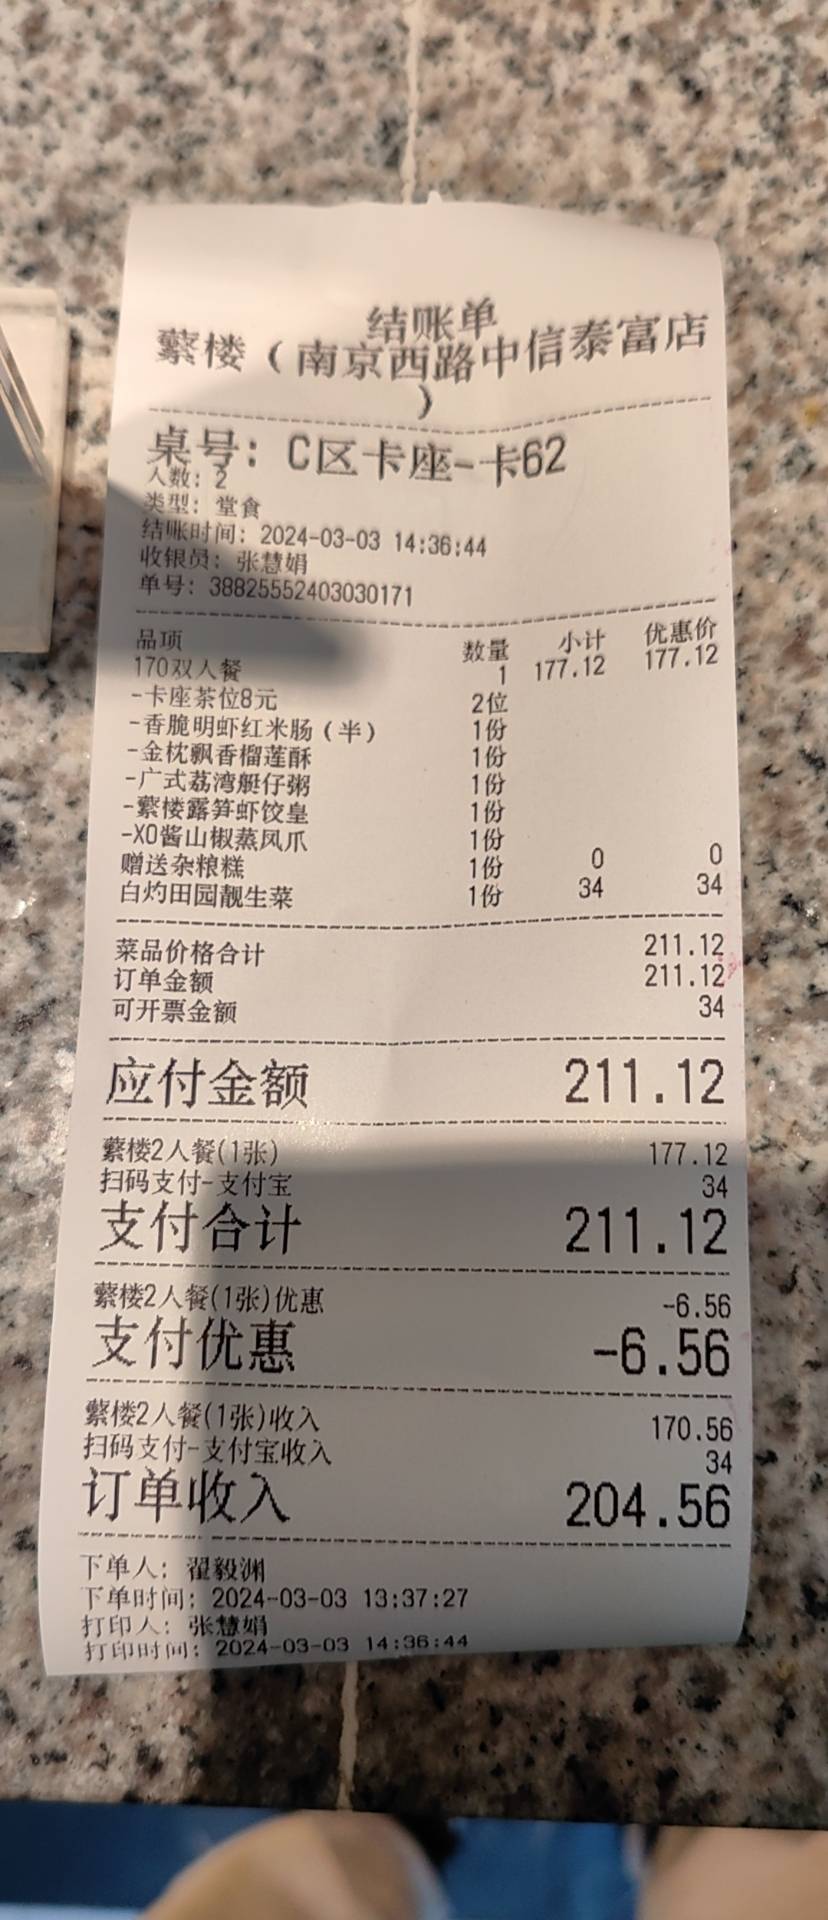 结账单
蘩楼（南京西路中信泰富店
）
桌号：C区卡座-卡62
人数：2
类型：堂食
结账时间：2024-03-03 14:36:44
收银员：张慧娟
单号：38825552403030171
品项 数量 小计 优惠价
170双人餐 1 177.12 177.12
-卡座茶位8元 2位
-香脆明虾红米肠（半） 1份
-金枕飘香榴莲酥 1份
-广式荔湾艇仔粥 1份
-蘩楼露笋虾饺皇 1份
-XO酱山椒蒸凤爪 1份
赠送杂粮糕 1份 0 0
白灼田园靓生菜 1份 34 34
菜品价格合计 211.12
订单金额 211.12
可开票金额 34
应付金额 211.12
蘩楼2人餐(1张) 177.12
扫码支付-支付宝 34
支付合计 211.12
蘩楼2人餐(1张)优惠 -6.56
支付优惠 -6.56
蘩楼2人餐(1张)收入 170.56
扫码支付-支付宝收入 34
订单收入 204.56
下单人：翟毅渊
下单时间：2024-03-03 13:37:27
打印人：张慧娟
打印时间：2024-03-03 14:36:44